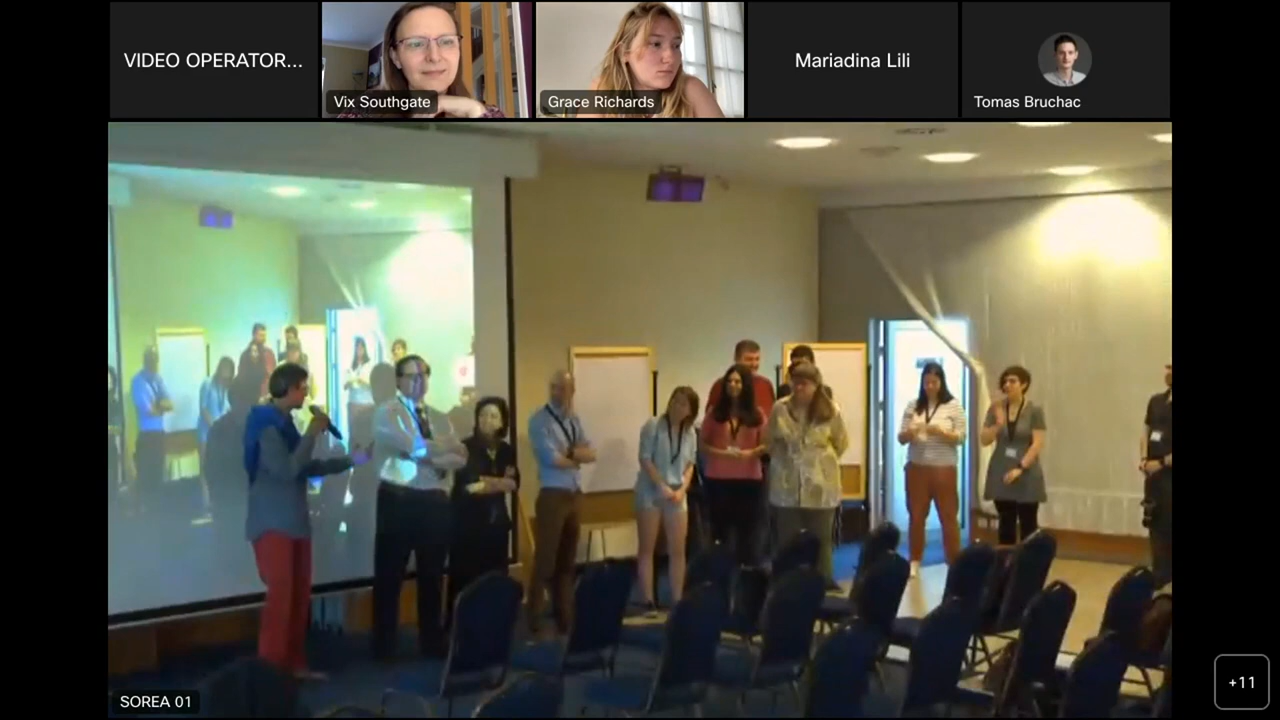 VIDEO OPERATOR...
Vix Southgate
Grace Richards
Mariadina Lili
Tomas Bruchac
SOREA 01
+11